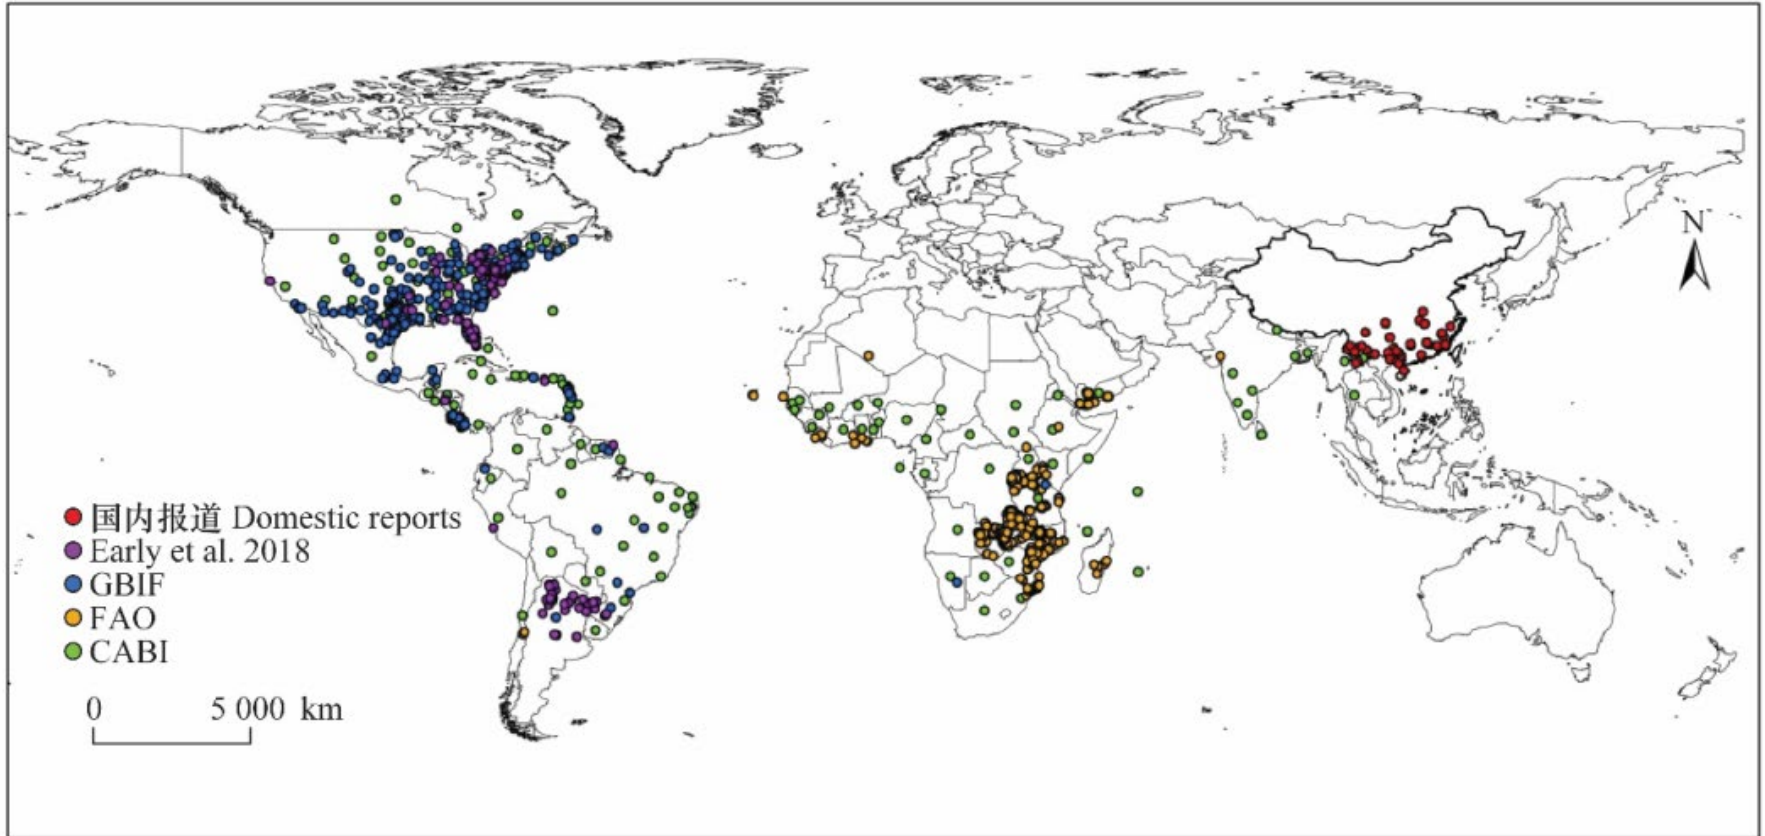 N
国内报道 Domestic reports
Early et al. 2018
GBIF
FAO
CABI
0 5 000 km